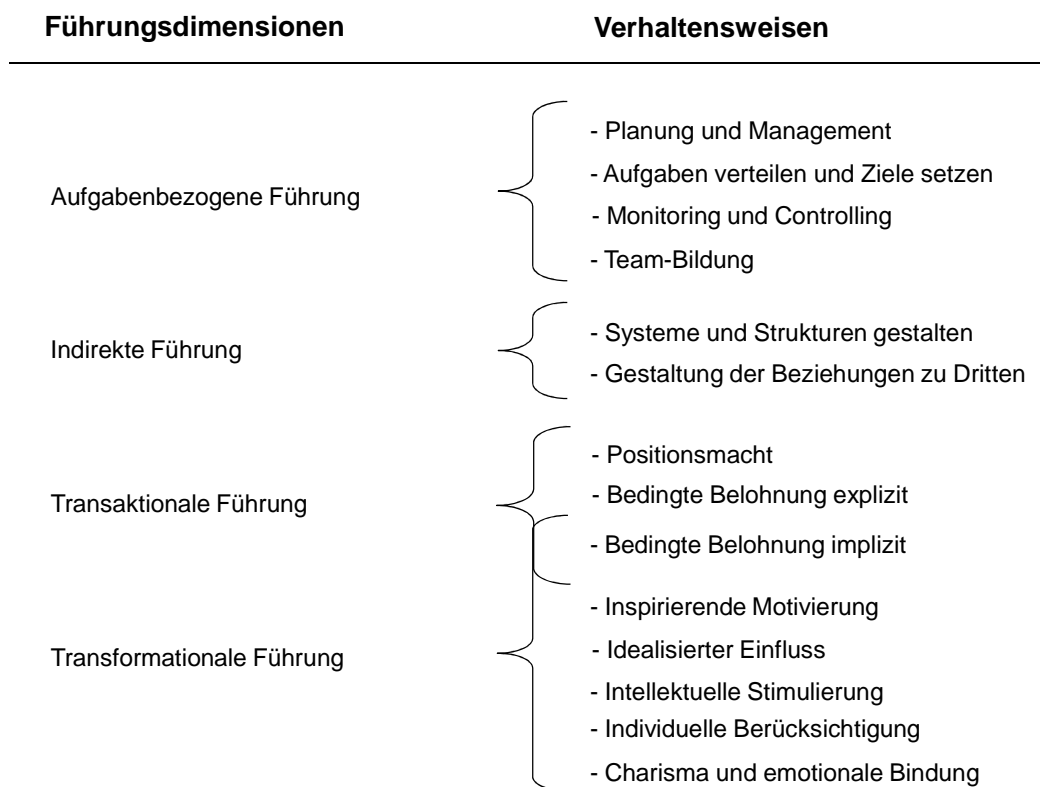 Führungsdimensionen
Verhaltensweisen
Aufgabenbezogene Führung
- Planung und Management
- Aufgaben verteilen und Ziele setzen
- Monitoring und Controlling
- Team-Bildung
Indirekte Führung
- Systeme und Strukturen gestalten
- Gestaltung der Beziehungen zu Dritten
Transaktionale Führung
- Positionsmacht
- Bedingte Belohnung explizit
- Bedingte Belohnung implizit
Transformationale Führung
- Inspirierende Motivierung
- Idealisierter Einfluss
- Intellektuelle Stimulierung
- Individuelle Berücksichtigung
- Charisma und emotionale Bindung